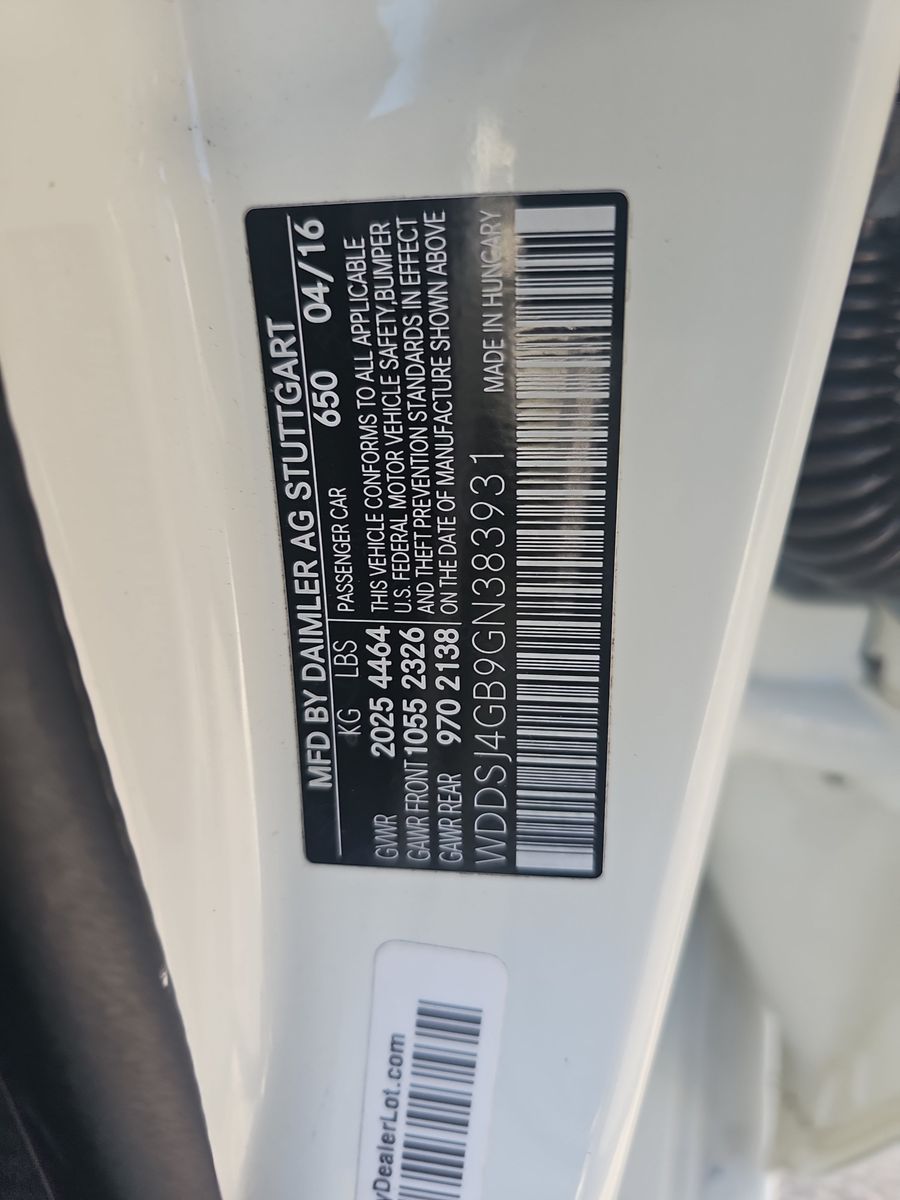 MFD BY DAIMLER AG STUTTGART
KG LBS PASSENGER CAR 650 04/16
GVWR 2025 4464 THIS VEHICLE CONFORMS TO ALL APPLICABLE
GAWR FRONT 1055 2326 U.S. FEDERAL MOTOR VEHICLE SAFETY,BUMPER
GAWR REAR 970 2138 AND THEFT PREVENTION STANDARDS IN EFFECT
ON THE DATE OF MANUFACTURE SHOWN ABOVE
WDDSJ4GB9GN383931 MADE IN HUNGARY
yDealerLot.com